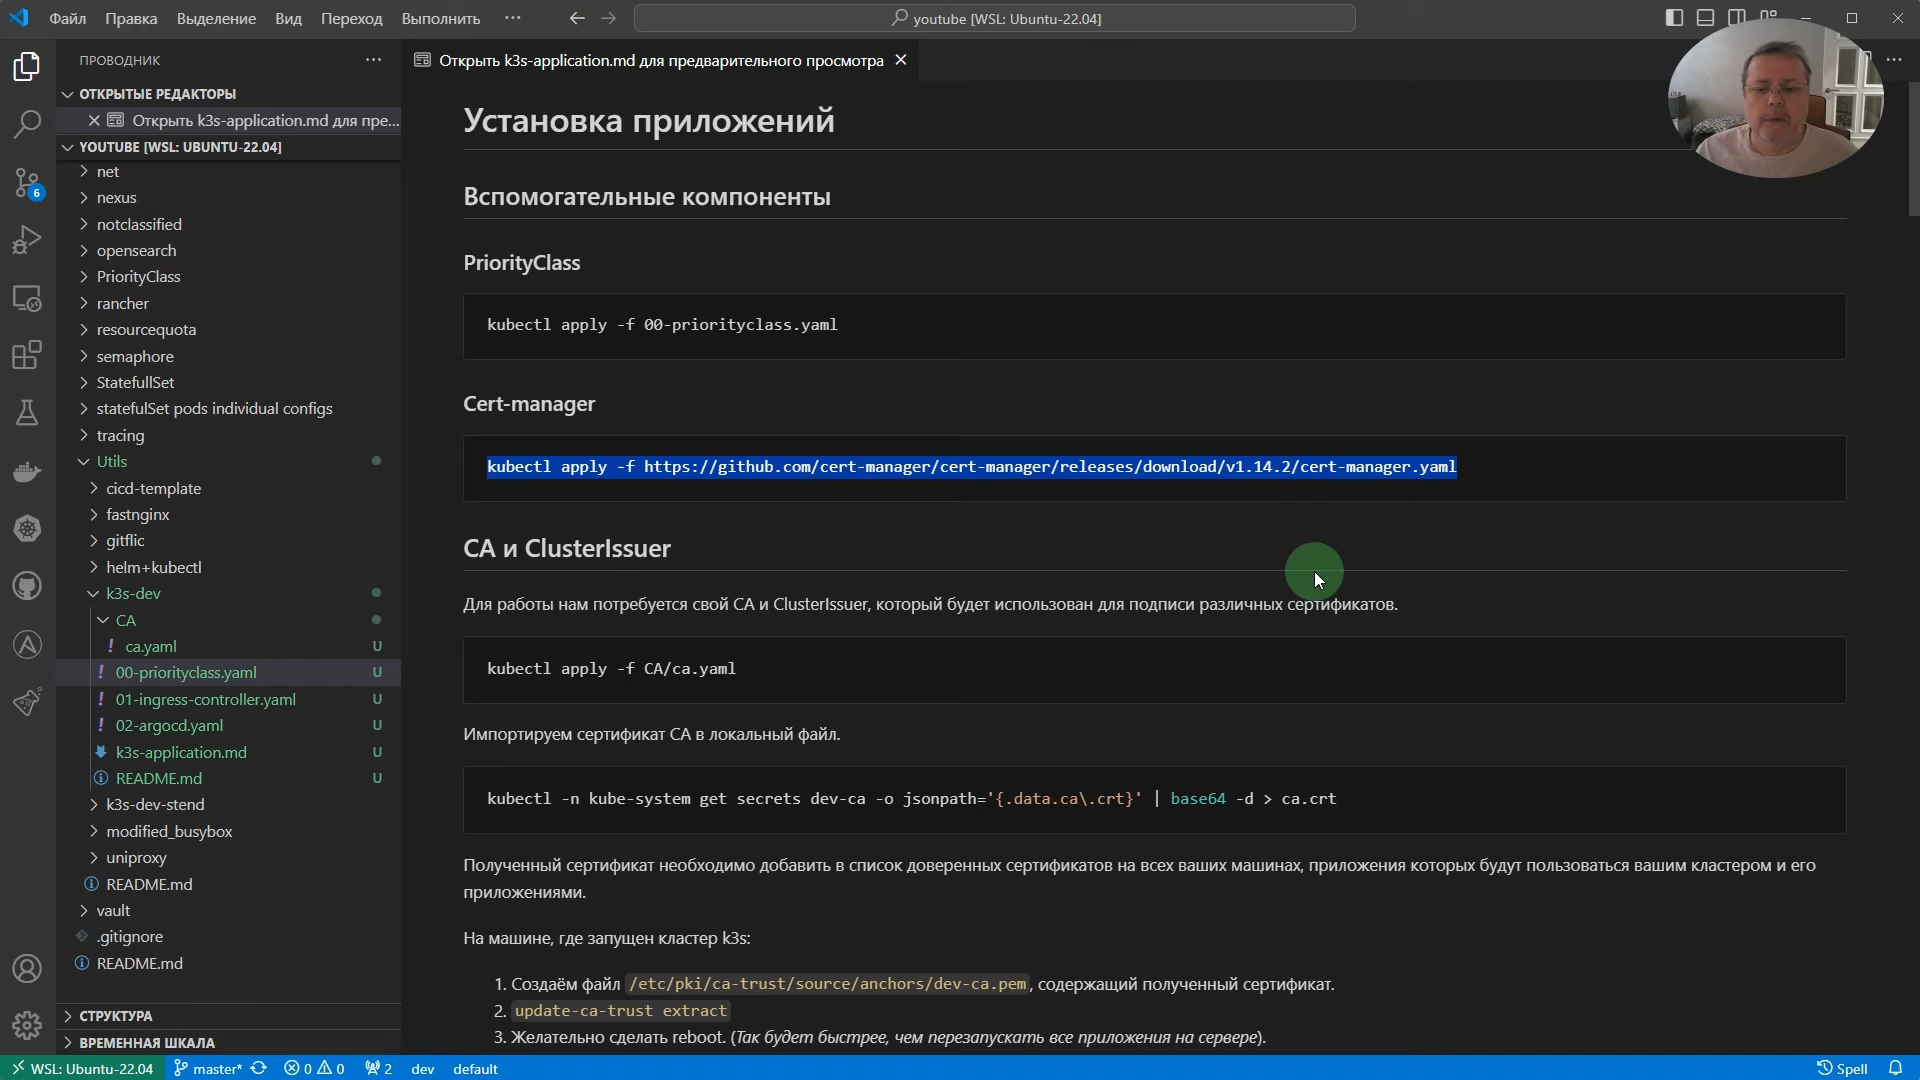 Файл Правка Выделение Вид Переход Выполнить ··· youtube [WSL: Ubuntu-22.04]
ПРОВОДНИК ···
ОТКРЫТЫЕ РЕДАКТОРЫ
Открыть k3s-application.md для пре...
YOUTUBE [WSL: UBUNTU-22.04]
net
nexus
notclassified
opensearch
PriorityClass
rancher
resourcequota
semaphore
StatefullSet
statefulSet pods individual configs
tracing
Utils
cicd-template
fastnginx
gitflic
helm+kubectl
k3s-dev
CA
! ca.yaml U
! 00-priorityclass.yaml U
! 01-ingress-controller.yaml U
! 02-argocd.yaml U
k3s-application.md U
README.md U
k3s-dev-stend
modified_busybox
uniproxy
README.md
vault
.gitignore
README.md
СТРУКТУРА
ВРЕМЕННАЯ ШКАЛА
6
Открыть k3s-application.md для предварительного просмотра
Установка приложений
Вспомогательные компоненты
PriorityClass
kubectl apply -f 00-priorityclass.yaml
Cert-manager
kubectl apply -f https://github.com/cert-manager/cert-manager/releases/download/v1.14.2/cert-manager.yaml
CA и ClusterIssuer
Для работы нам потребуется свой CA и ClusterIssuer, который будет использован для подписи различных сертификатов.
kubectl apply -f CA/ca.yaml
Импортируем сертификат CA в локальный файл.
kubectl -n kube-system get secrets dev-ca -o jsonpath='{.data.ca\.crt}' | base64 -d > ca.crt
Полученный сертификат необходимо добавить в список доверенных сертификатов на всех ваших машинах, приложения которых будут пользоваться вашим кластером и его
приложениями.
На машине, где запущен кластер k3s:
1. Создаём файл /etc/pki/ca-trust/source/anchors/dev-ca.pem, содержащий полученный сертификат.
2. update-ca-trust extract
3. Желательно сделать reboot. (Так будет быстрее, чем перезапускать все приложения на сервере).
WSL: Ubuntu-22.04 master* 0 0 2 dev default Spell